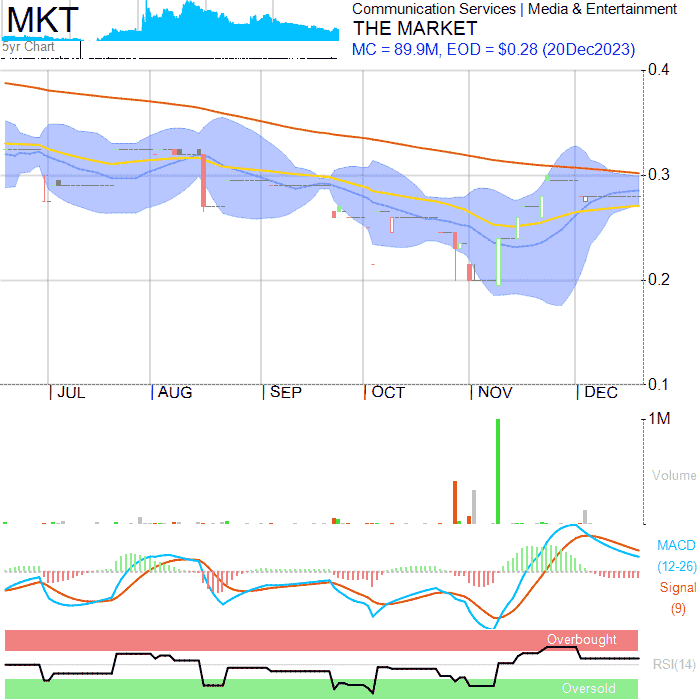 MKT
Communication Services | Media & Entertainment
THE MARKET
5yr Chart
MC = 89.9M, EOD = $0.28 (20Dec2023)
0.4
0.3
0.2
0.1
JUL
AUG
SEP
OCT
NOV
DEC
1M
Volume
MACD
(12-26)
Signal
(9)
Overbought
RSI(14)
Oversold